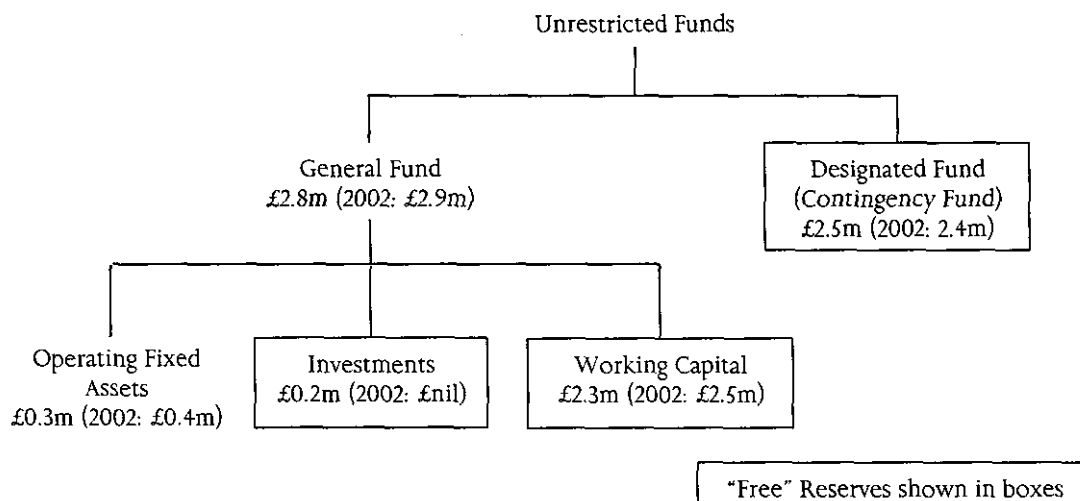 Unrestricted Funds
General Fund
£2.8m (2002: £2.9m)
Designated Fund
(Contingency Fund)
£2.5m (2002: 2.4m)
Operating Fixed
Assets
£0.3m (2002: £0.4m)
Investments
£0.2m (2002: £nil)
Working Capital
£2.3m (2002: £2.5m)
“Free” Reserves shown in boxes